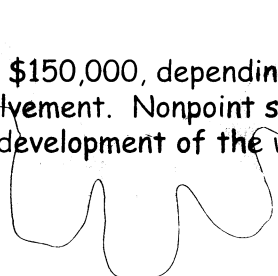 $150,000, dependin
lvement. Nonpoint s
development of the